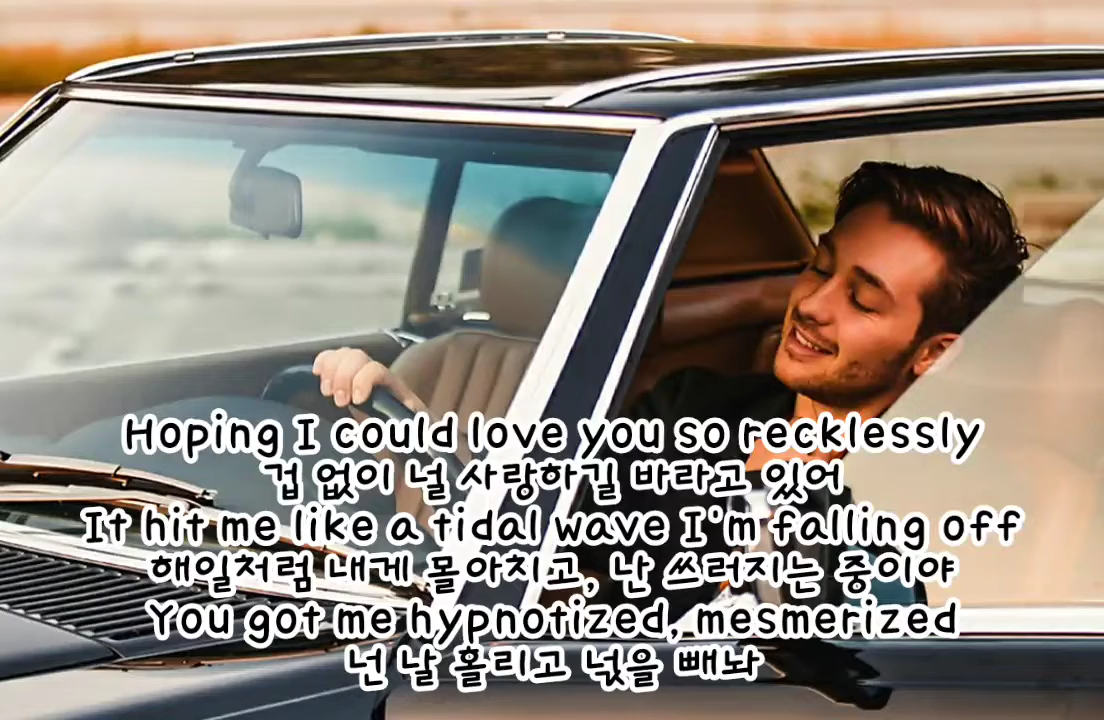 Hoping I could love you so recklessly
겁 없이 널 사랑하길 바라고 있어
It hit me like a tidal wave I'm falling off
해일처럼 내게 몰아치고, 난 쓰러지는 중이야
You got me hypnotized, mesmerized
넌 날 홀리고 넋을 빼놔